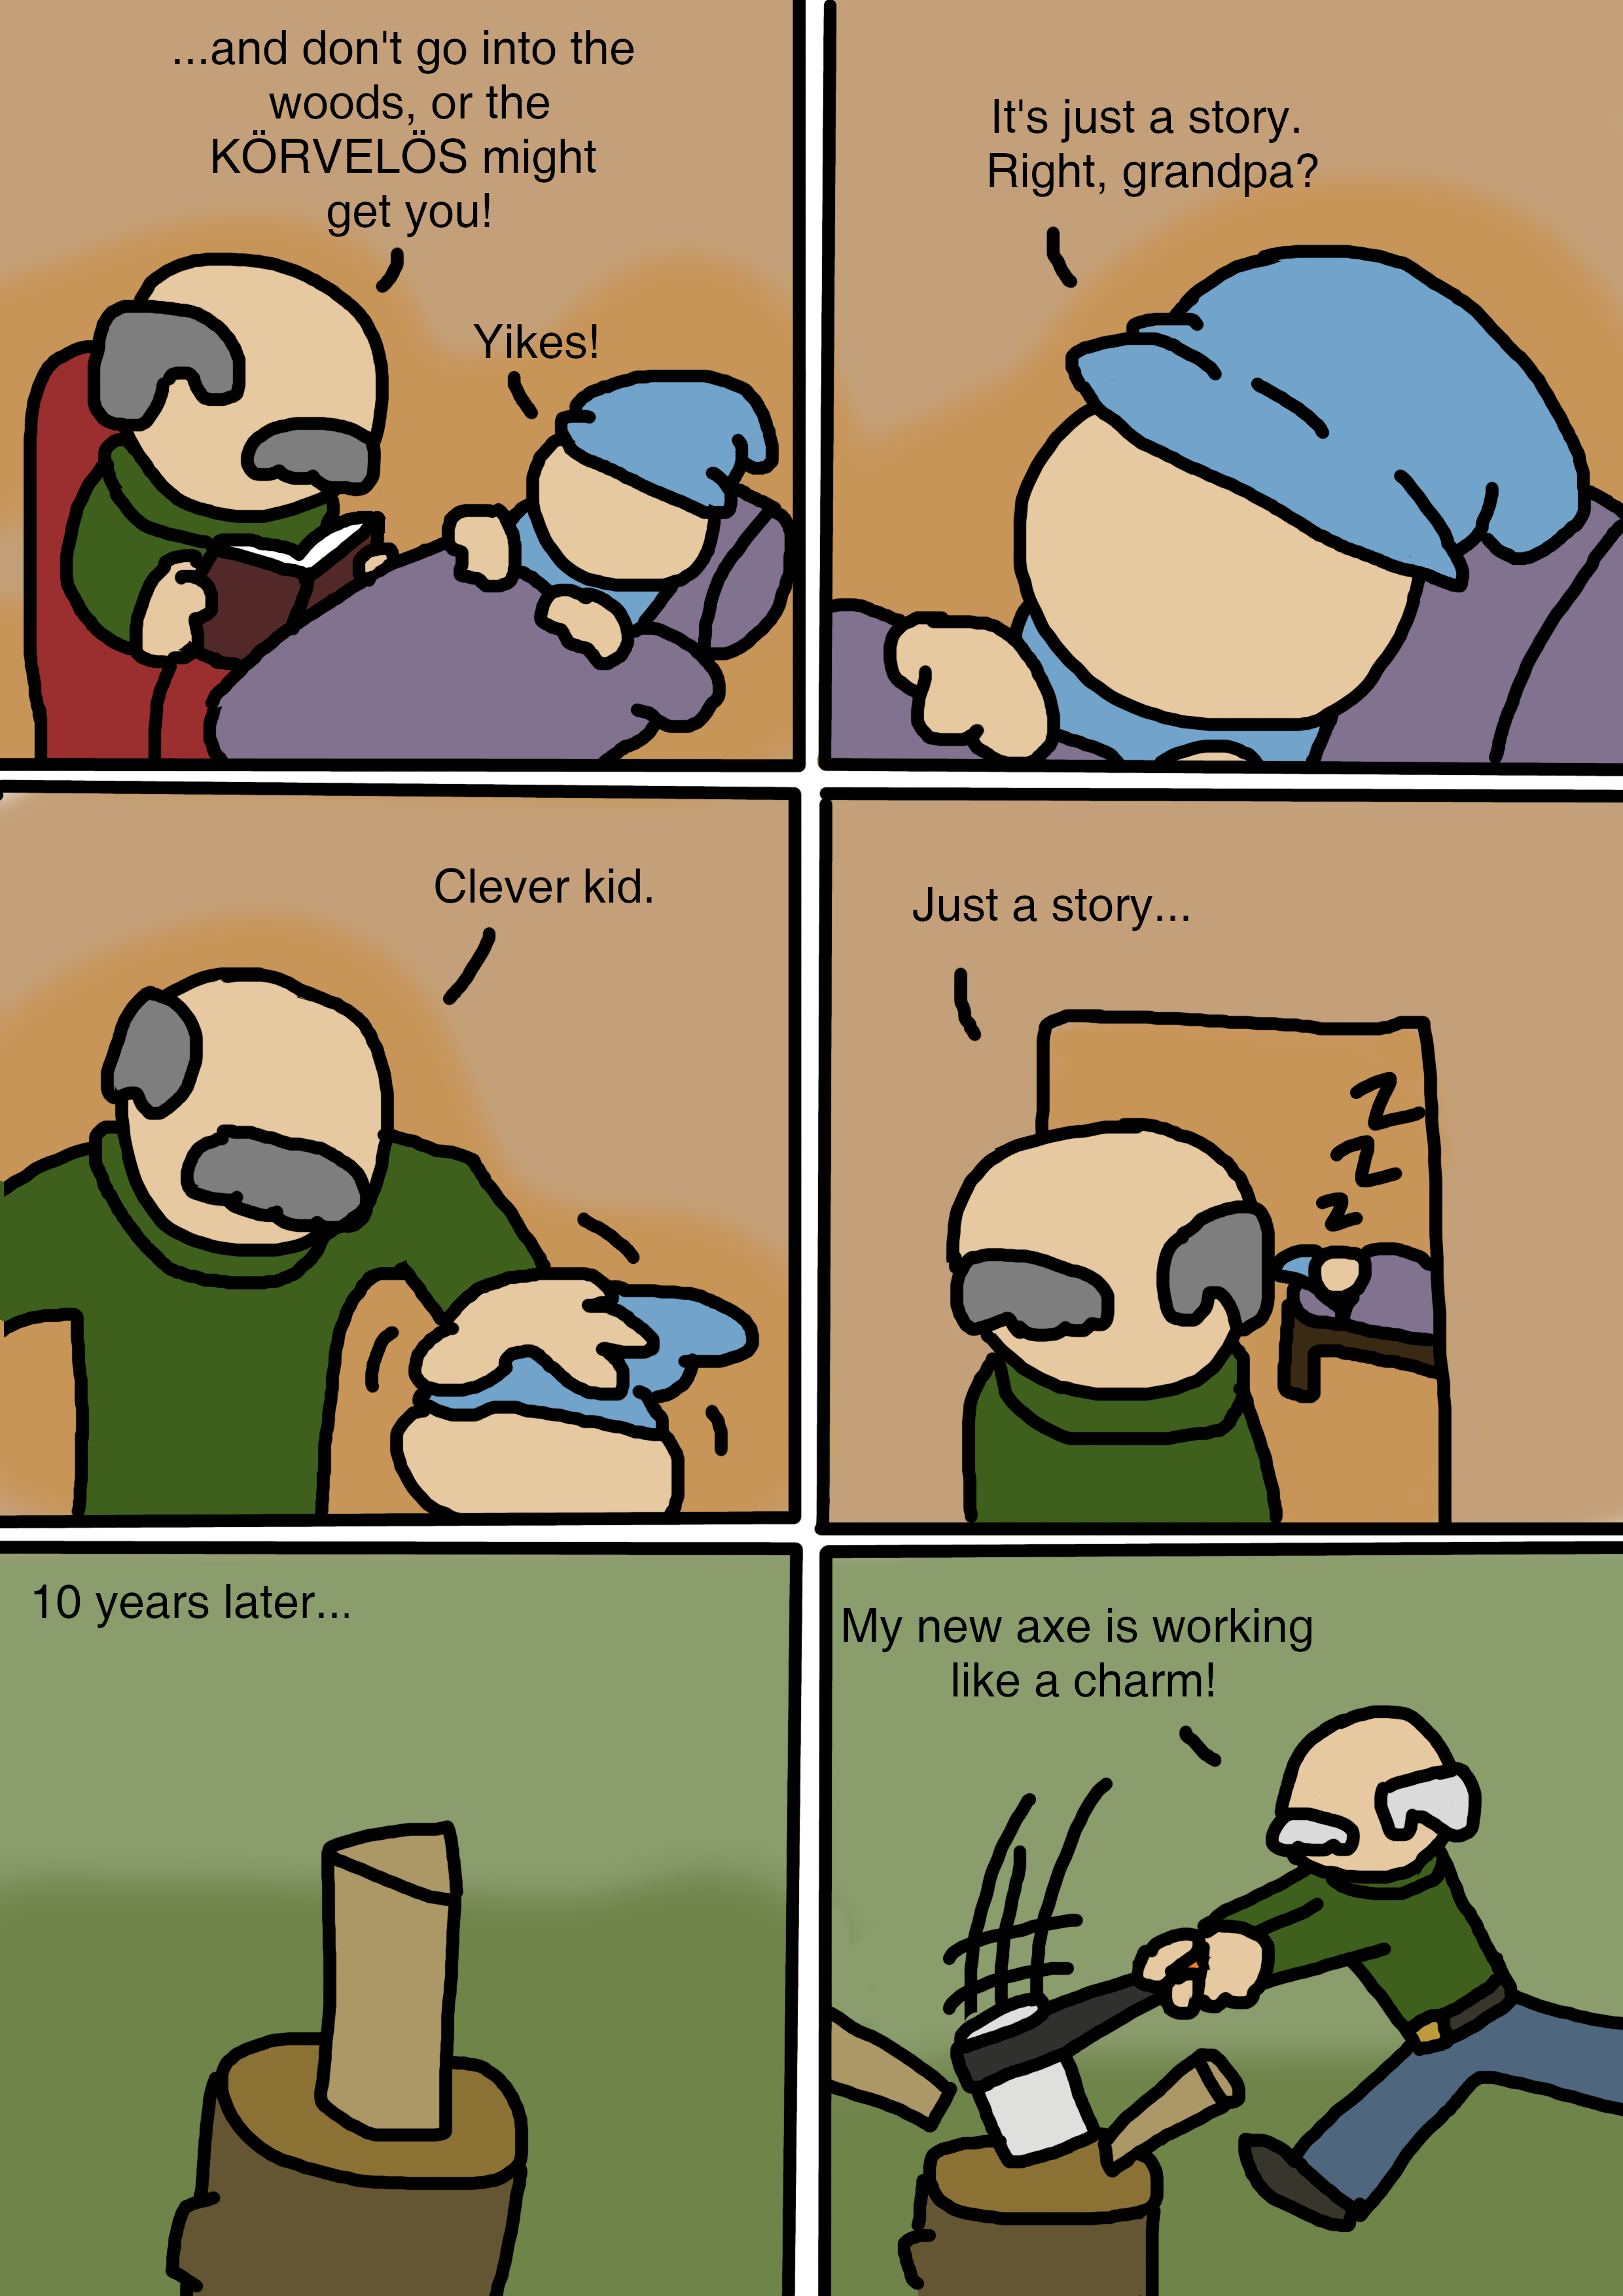 ...and don't go into the
woods, or the
KÖRVELÖS might
get you!
Yikes!
It's just a story.
Right, grandpa?
Clever kid.
Just a story...
z
z
z
10 years later...
My new axe is working
like a charm!